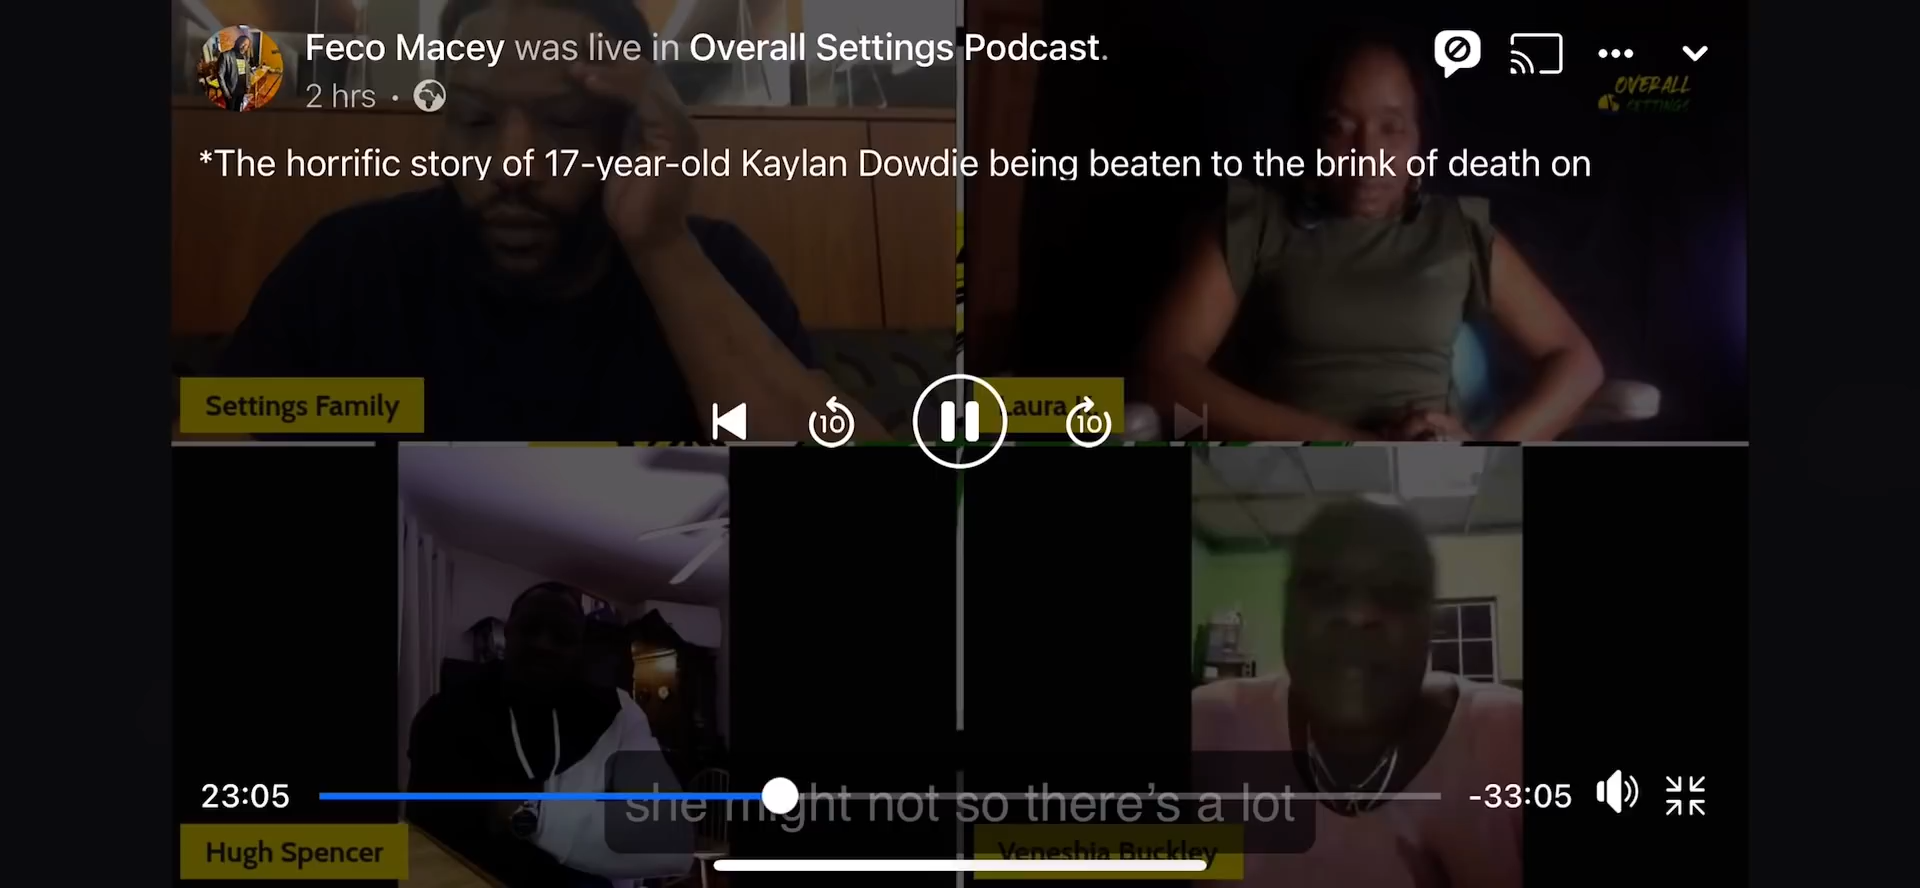 Feco Macey was live in Overall Settings Podcast.
2 hrs ·
OVERALL
SETTINGS
*The horrific story of 17-year-old Kaylan Dowdie being beaten to the brink of death on
Settings Family
Laura
10
10
23:05
she might not so there's a lot
-33:05
Hugh Spencer
Veneshia Buckley